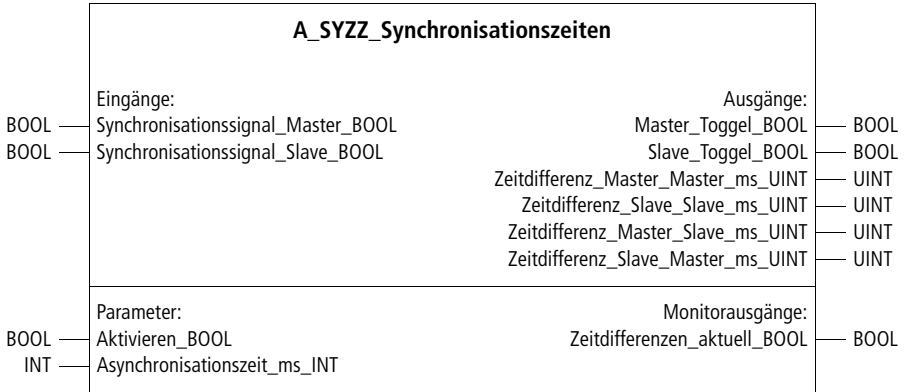 A_SYZZ_Synchronisationszeiten
Eingänge: Ausgänge:
BOOL Synchronisationssignal_Master_BOOL Master_Toggel_BOOL BOOL
BOOL Synchronisationssignal_Slave_BOOL Slave_Toggel_BOOL BOOL
Zeitdifferenz_Master_Master_ms_UINT UINT
Zeitdifferenz_Slave_Slave_ms_UINT UINT
Zeitdifferenz_Master_Slave_ms_UINT UINT
Zeitdifferenz_Slave_Master_ms_UINT UINT
Parameter: Monitorausgänge:
BOOL Aktivieren_BOOL Zeitdifferenzen_aktuell_BOOL BOOL
INT Asynchronisationszeit_ms_INT